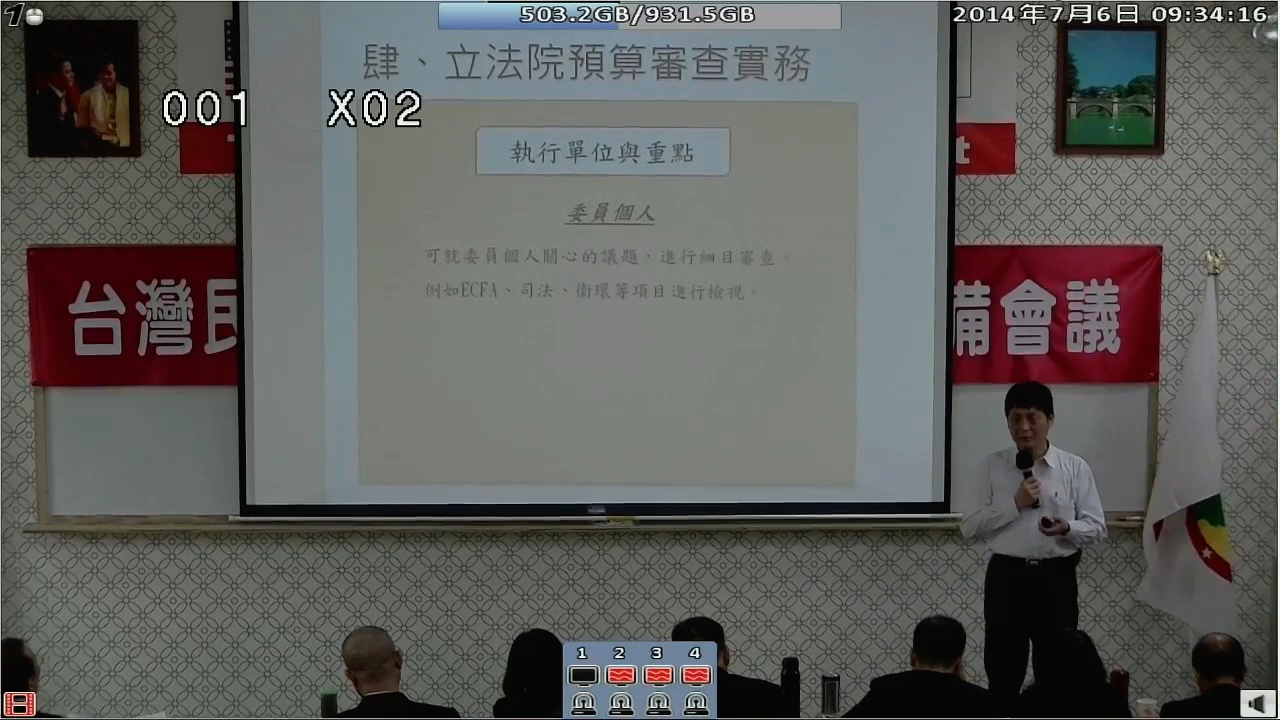 503.2GB/931.5GB
2014年7月6日 09:34:16
肆、立法院預算審查實務
001 X02
執行單位與重點
委員個人
可就委員個人關心的議題，進行細目審查。
例如ECFA、司法、衛環等項目進行檢視。
t
台灣民
備會議
1 2 3 4